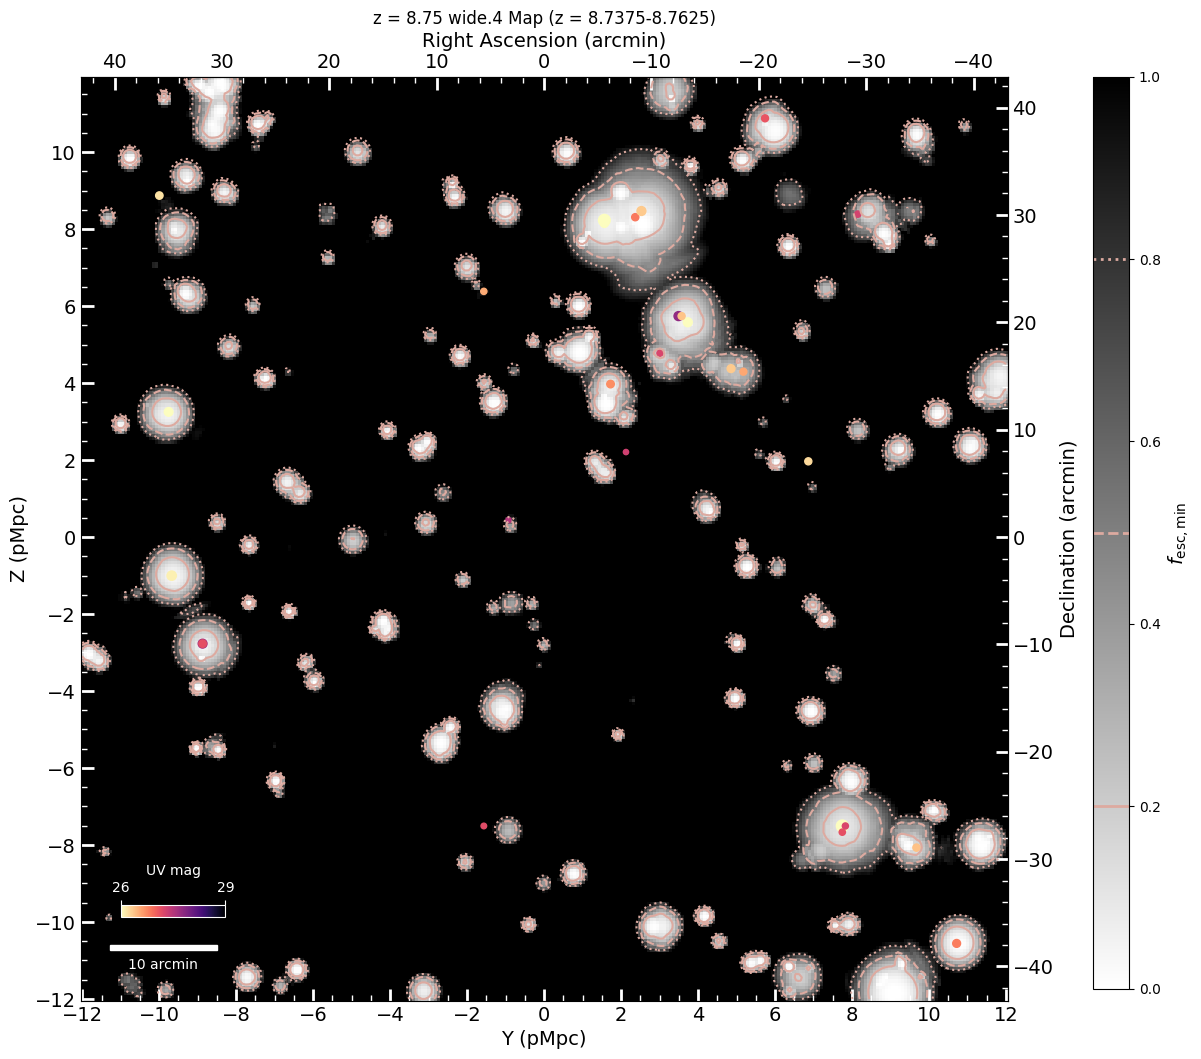 z = 8.75 wide.4 Map (z = 8.7375-8.7625)
Right Ascension (arcmin)
40 30 20 10 0 −10 −20 −30 −40
1.0
0.8
0.6
0.4
0.2
0.0
f_esc,min
40
30
20
10
0
−10
−20
−30
−40
Declination (arcmin)
10
8
6
4
2
0
−2
−4
−6
−8
−10
−12
Z (pMpc)
UV mag
26 29
10 arcmin
−12 −10 −8 −6 −4 −2 0 2 4 6 8 10 12
Y (pMpc)